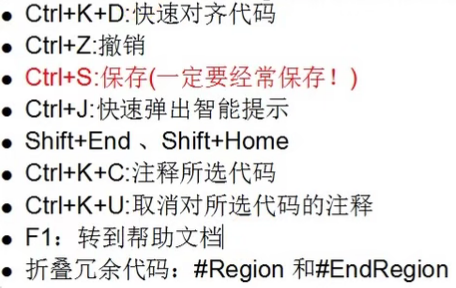 • Ctrl+K+D:快速对齐代码
• Ctrl+Z:撤销
• Ctrl+S:保存(一定要经常保存！)
• Ctrl+J:快速弹出智能提示
• Shift+End 、Shift+Home
• Ctrl+K+C:注释所选代码
• Ctrl+K+U:取消对所选代码的注释
• F1：转到帮助文档
• 折叠冗余代码：#Region 和#EndRegion